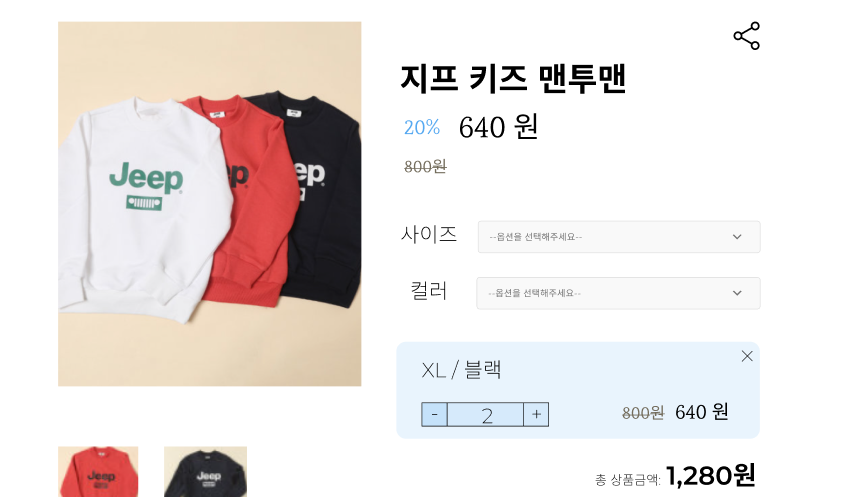 Jeep
지프 키즈 맨투맨
20% 640 원
800원
사이즈 --옵션을 선택해주세요--
컬러 --옵션을 선택해주세요--
XL / 블랙
- 2 + 800원 640 원
Jeep
Jeep
총 상품금액: 1,280원